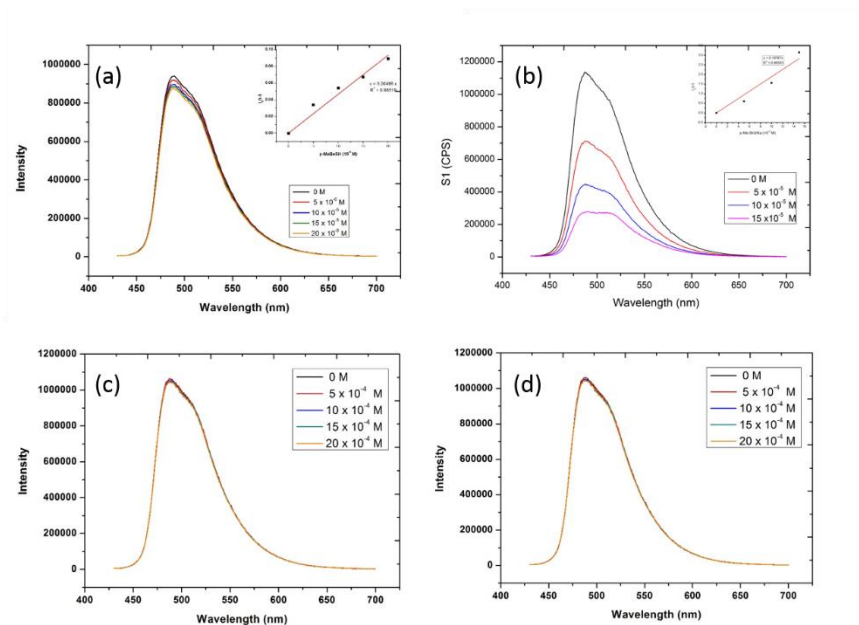 (a)
Intensity
1000000
900000
800000
700000
600000
500000
400000
300000
200000
100000
0
400 450 500 550 600 650 700
Wavelength (nm)
0 M
5 x 10⁻⁵ M
10 x 10⁻⁵ M
15 x 10⁻⁵ M
20 x 10⁻⁵ M
(b)
S1 (CPS)
1200000
1000000
800000
600000
400000
200000
0
400 450 500 550 600 650 700
Wavelength (nm)
0 M
5 x 10⁻⁵ M
10 x 10⁻⁵ M
15 x10⁻⁵ M
(c)
Intensity
1200000
1000000
800000
600000
400000
200000
0
400 450 500 550 600 650 700
Wavelength (nm)
0 M
5 x 10⁻⁴ M
10 x 10⁻⁴ M
15 x 10⁻⁴ M
20 x 10⁻⁴ M
(d)
Intensity
1200000
1000000
800000
600000
400000
200000
0
400 450 500 550 600 650 700
Wavelength (nm)
0 M
5 x 10⁻⁴ M
10 x 10⁻⁴ M
15 x 10⁻⁴ M
20 x 10⁻⁴ M